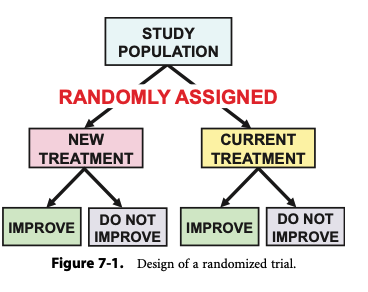 STUDY
POPULATION
RANDOMLY ASSIGNED
NEW
TREATMENT
CURRENT
TREATMENT
IMPROVE
DO NOT
IMPROVE
IMPROVE
DO NOT
IMPROVE
Figure 7-1. Design of a randomized trial.